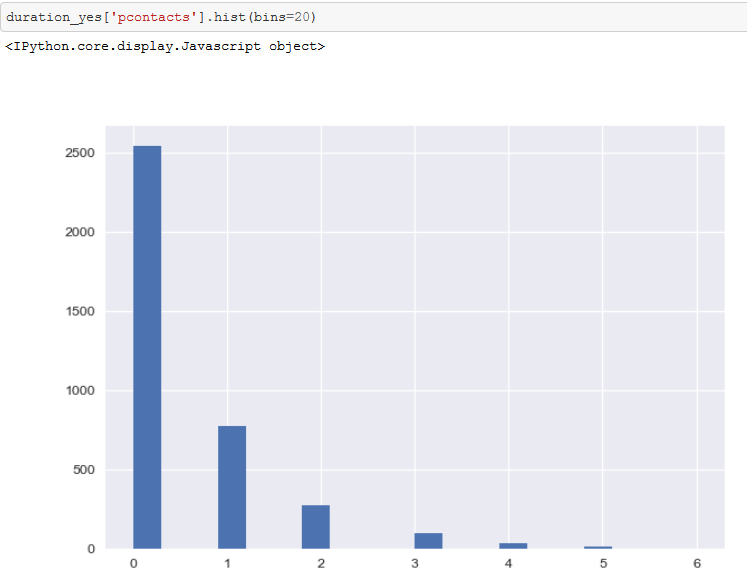 duration_yes['pcontacts'].hist(bins=20)
<IPython.core.display.Javascript object>
2500
2000
1500
1000
500
0
0 1 2 3 4 5 6